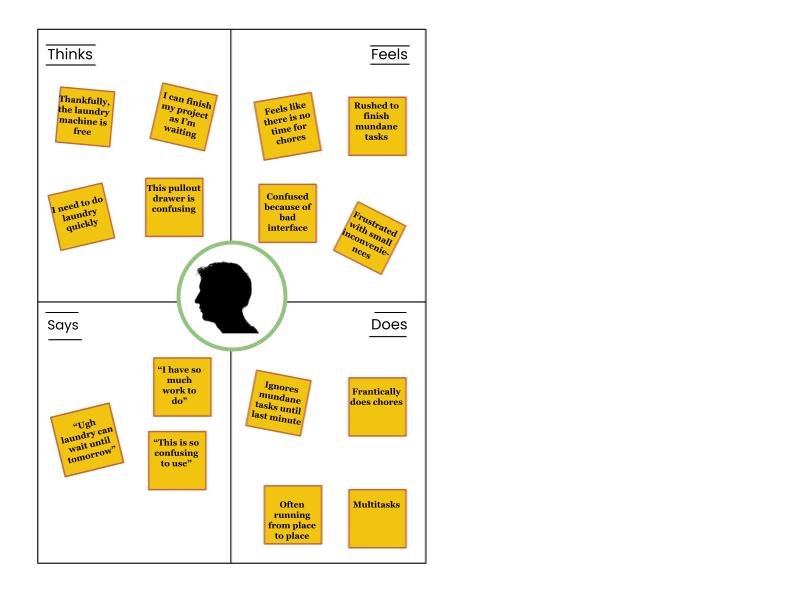 Thinks
Thankfully,
the laundry
machine is
free
I can finish
my project
as I'm
waiting
I need to do
laundry
quickly
This pullout
drawer is
confusing
Feels
Feels like
there is no
time for
chores
Rushed to
finish
mundane
tasks
Confused
because of
bad
interface
Frustrated
with small
inconvenie-
nces
Says
"I have so
much
work to
do"
"Ugh
laundry can
wait until
tomorrow"
"This is so
confusing
to use"
Does
Ignores
mundane
tasks until
last minute
Frantically
does chores
Often
running
from place
to place
Multitasks